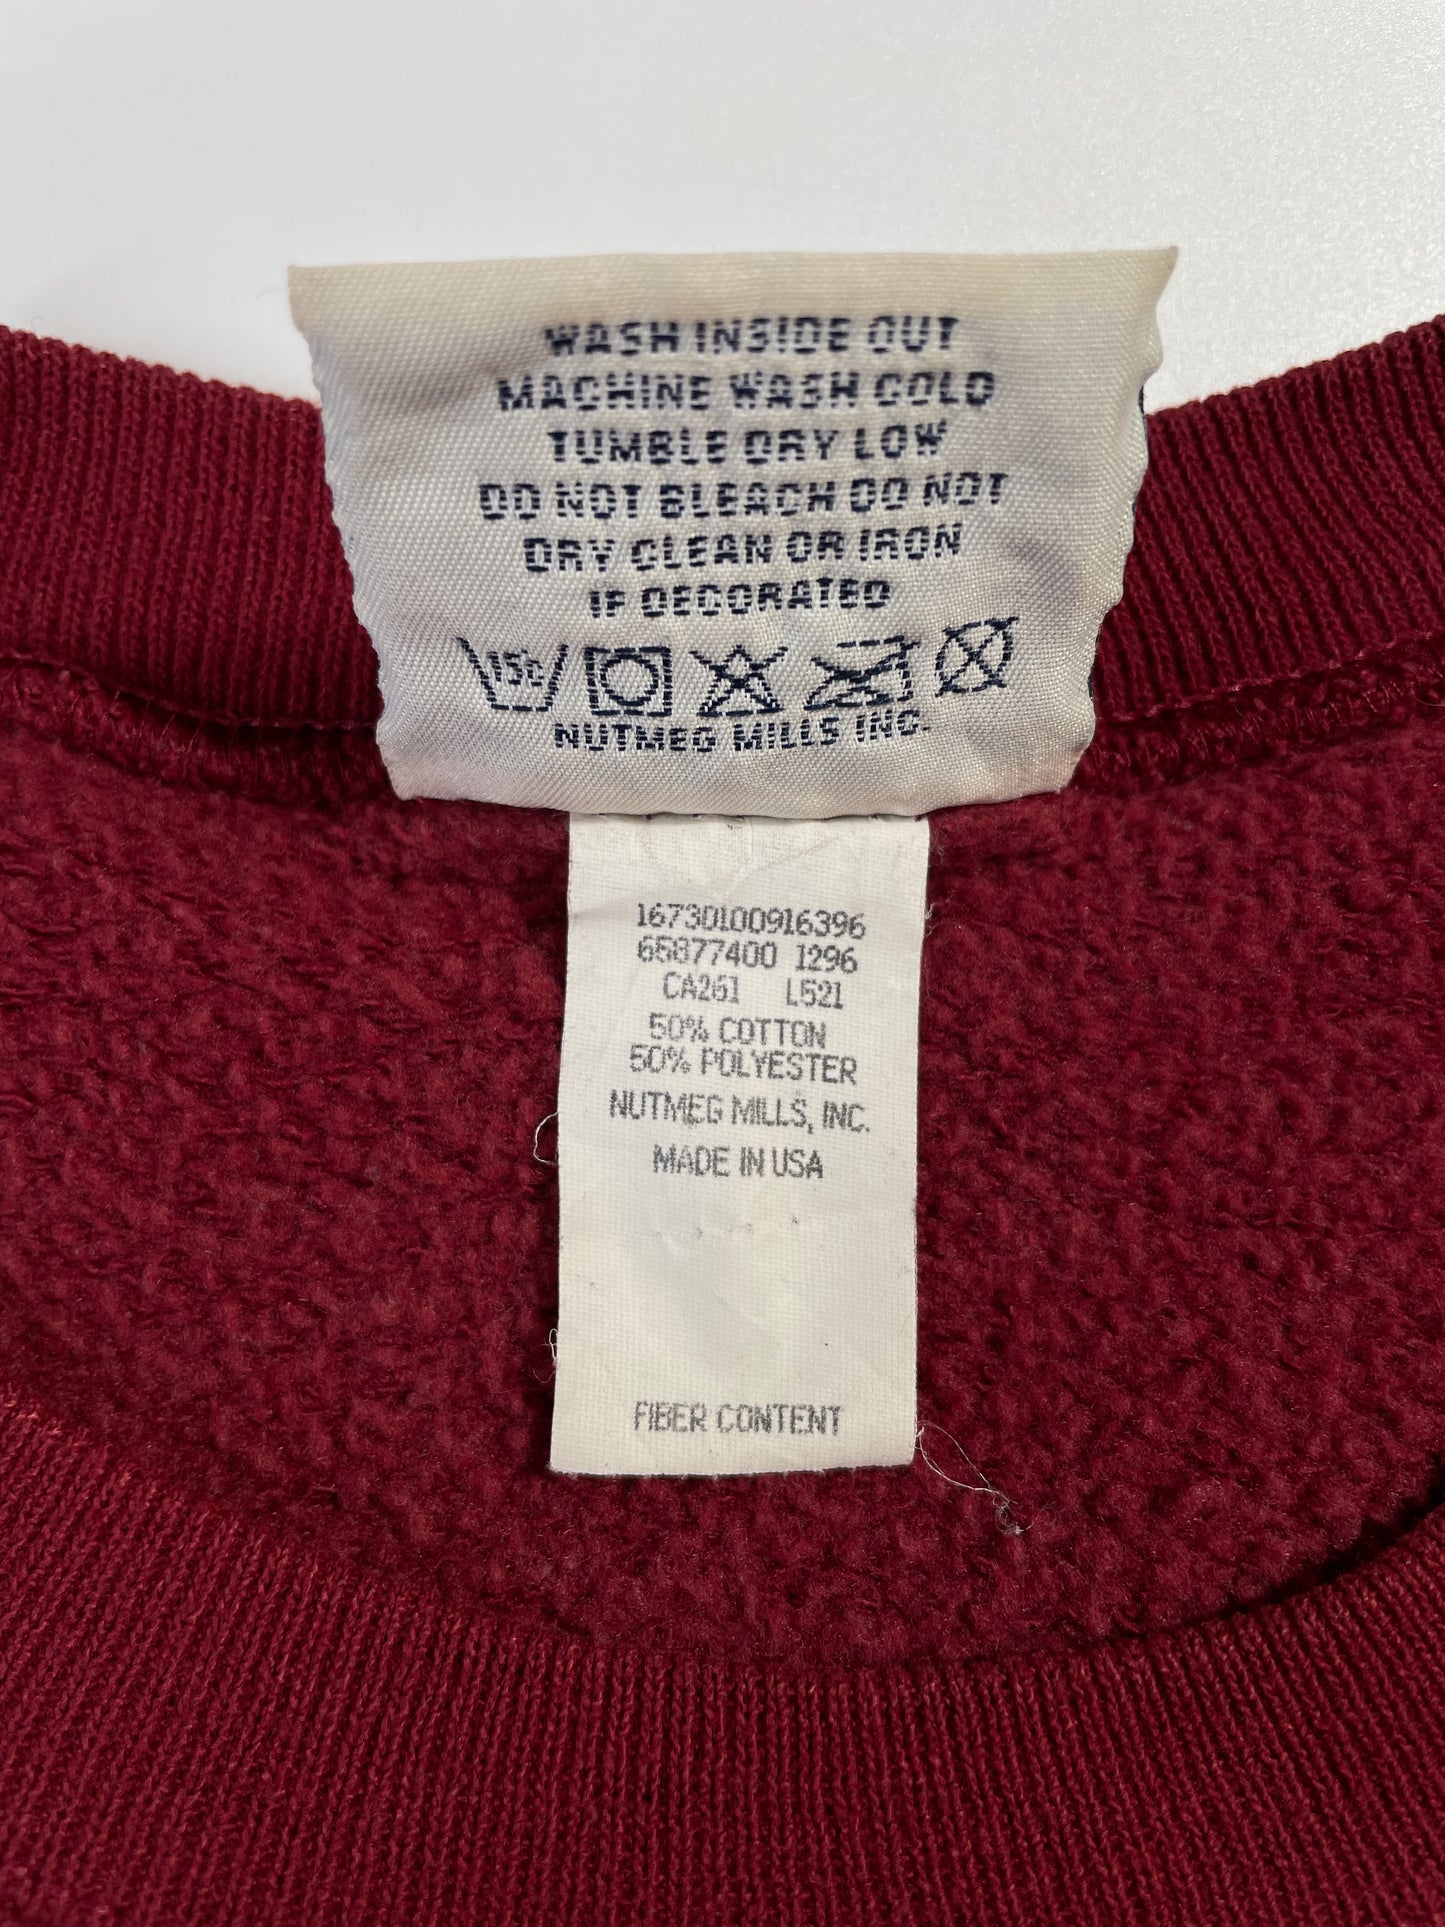 WASH INSIDE OUT
MACHINE WASH COLD
TUMBLE DRY LOW
DO NOT BLEACH DO NOT
DRY CLEAN OR IRON
IF DECORATED
NUTMEG MILLS INC.
16730100916396
65877400 1296
CA261 L521
50% COTTON
50% POLYESTER
NUTMEG MILLS, INC.
MADE IN USA
FIBER CONTENT